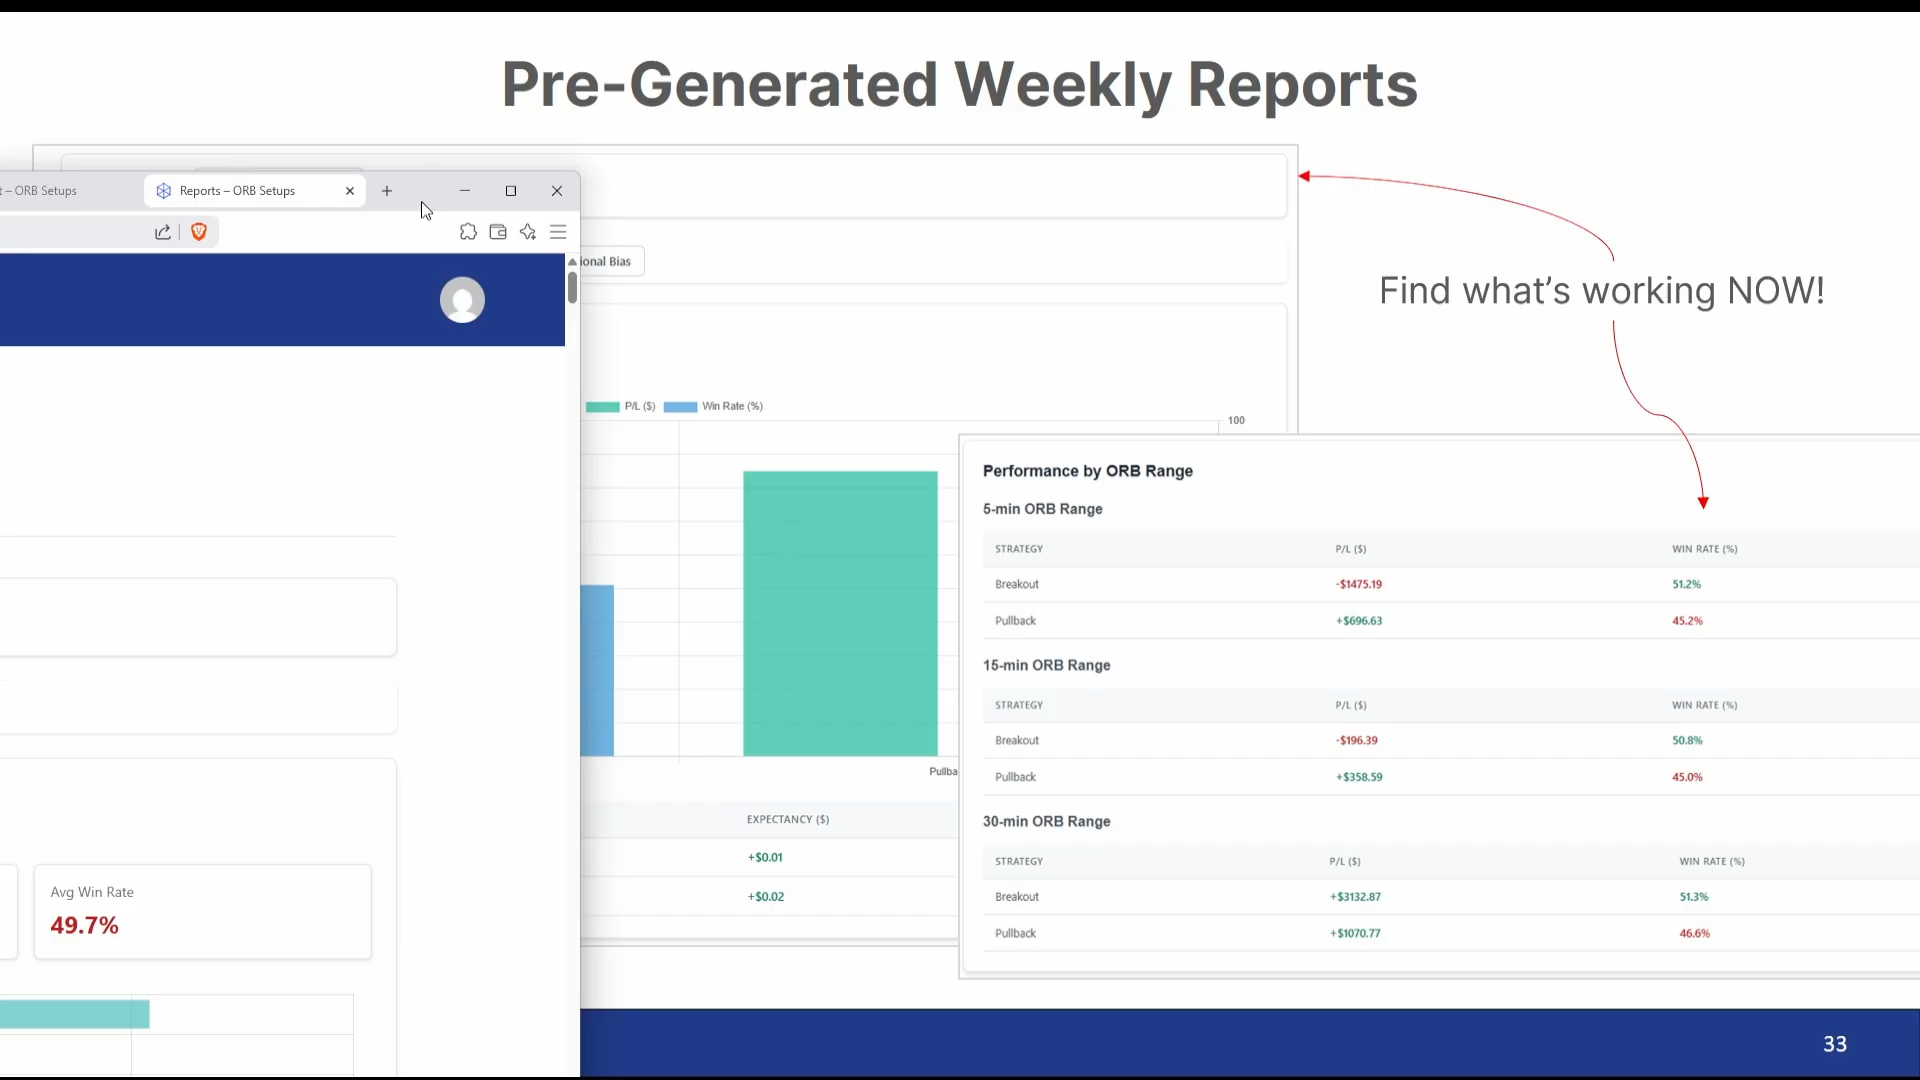 Pre-Generated Weekly Reports
– ORB Setups
Reports – ORB Setups
ional Bias
Find what's working NOW!
P/L ($)
Win Rate (%)
100
Performance by ORB Range
5-min ORB Range
STRATEGY P/L ($) WIN RATE (%)
Breakout -$1475.19 51.2%
Pullback +$696.63 45.2%
15-min ORB Range
STRATEGY P/L ($) WIN RATE (%)
Breakout -$196.39 50.8%
Pullback +$358.59 45.0%
30-min ORB Range
STRATEGY P/L ($) WIN RATE (%)
Breakout +$3132.87 51.3%
Pullback +$1070.77 46.6%
Pullba
EXPECTANCY ($)
+$0.01
+$0.02
Avg Win Rate
49.7%
33